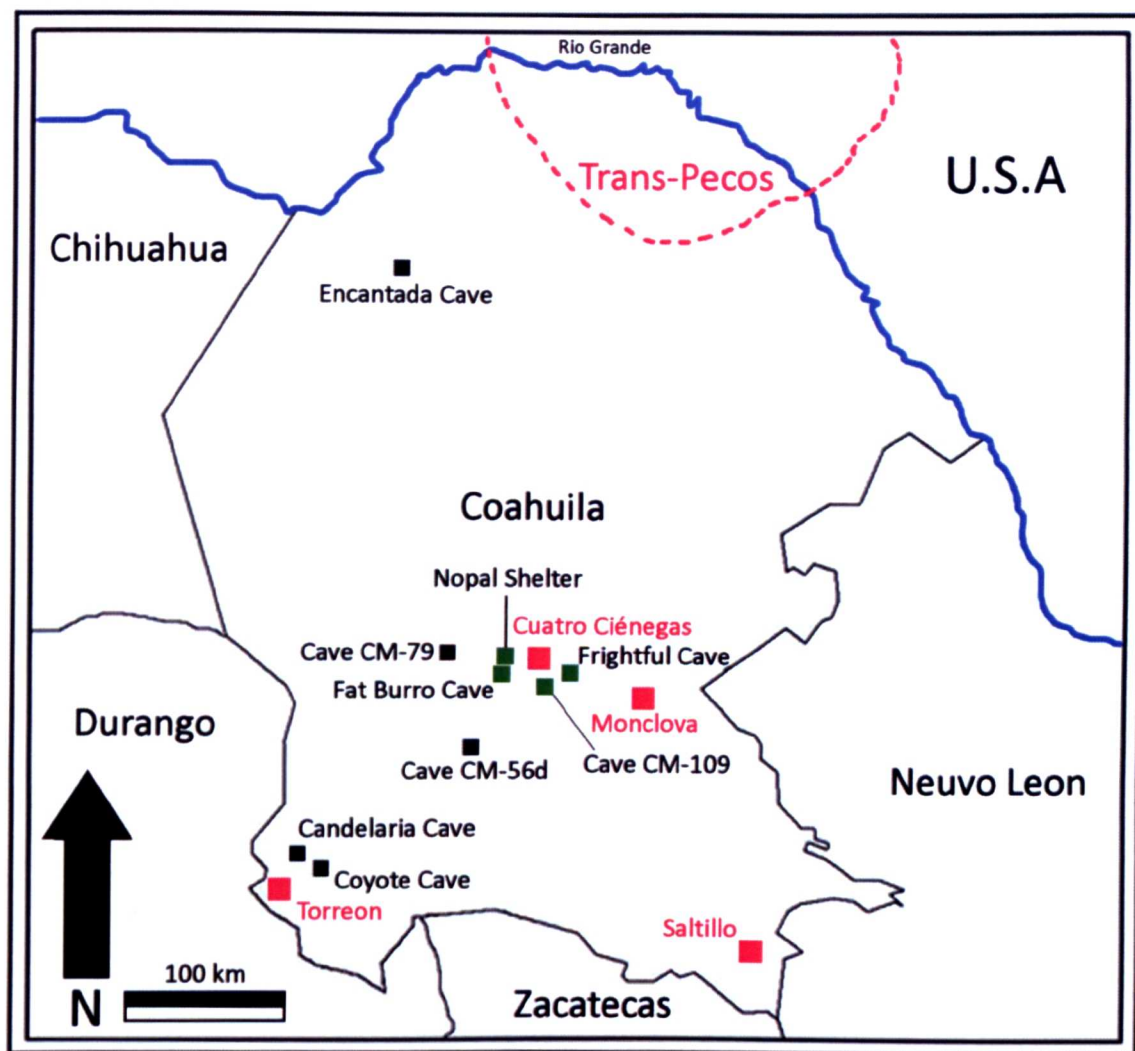 Rio Grande
Trans-Pecos
U.S.A
Chihuahua
Encantada Cave
Coahuila
Nopal Shelter
Cuatro Ciénegas
Cave CM-79
Frightful Cave
Fat Burro Cave
Durango
Monclova
Cave CM-56d
Cave CM-109
Neuvo Leon
Candelaria Cave
Coyote Cave
Torreon
Saltillo
100 km
N
Zacatecas